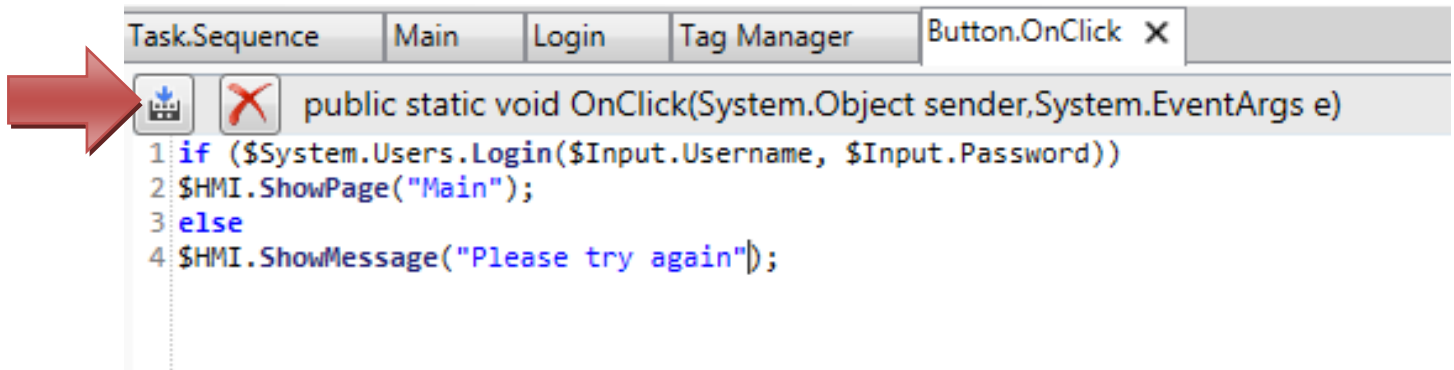 Task.Sequence Main Login Tag Manager Button.OnClick
public static void OnClick(System.Object sender,System.EventArgs e)
1 if ($System.Users.Login($Input.Username, $Input.Password))
2 $HMI.ShowPage("Main");
3 else
4 $HMI.ShowMessage("Please try again");